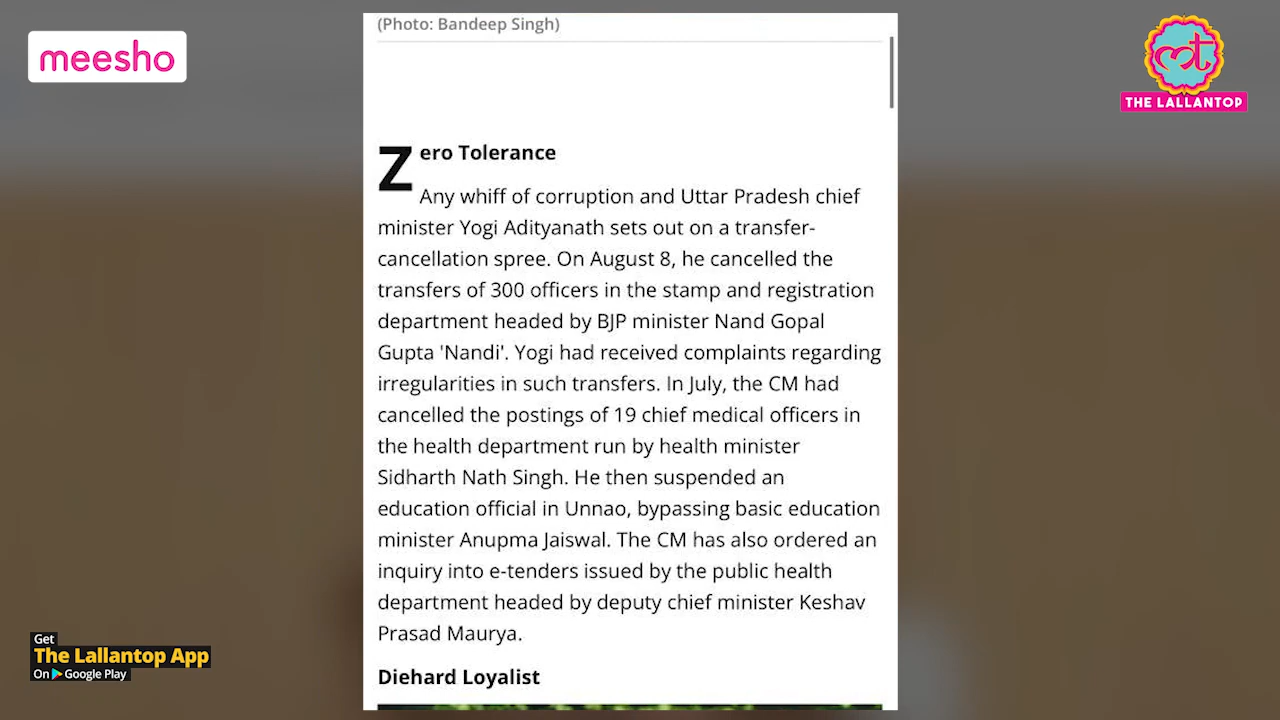 (Photo: Bandeep Singh)
meesho
THE LALLANTOP
Zero Tolerance
Any whiff of corruption and Uttar Pradesh chief
minister Yogi Adityanath sets out on a transfer-
cancellation spree. On August 8, he cancelled the
transfers of 300 officers in the stamp and registration
department headed by BJP minister Nand Gopal
Gupta 'Nandi'. Yogi had received complaints regarding
irregularities in such transfers. In July, the CM had
cancelled the postings of 19 chief medical officers in
the health department run by health minister
Sidharth Nath Singh. He then suspended an
education official in Unnao, bypassing basic education
minister Anupma Jaiswal. The CM has also ordered an
inquiry into e-tenders issued by the public health
department headed by deputy chief minister Keshav
Prasad Maurya.
Diehard Loyalist
Get
The Lallantop App
On Google Play